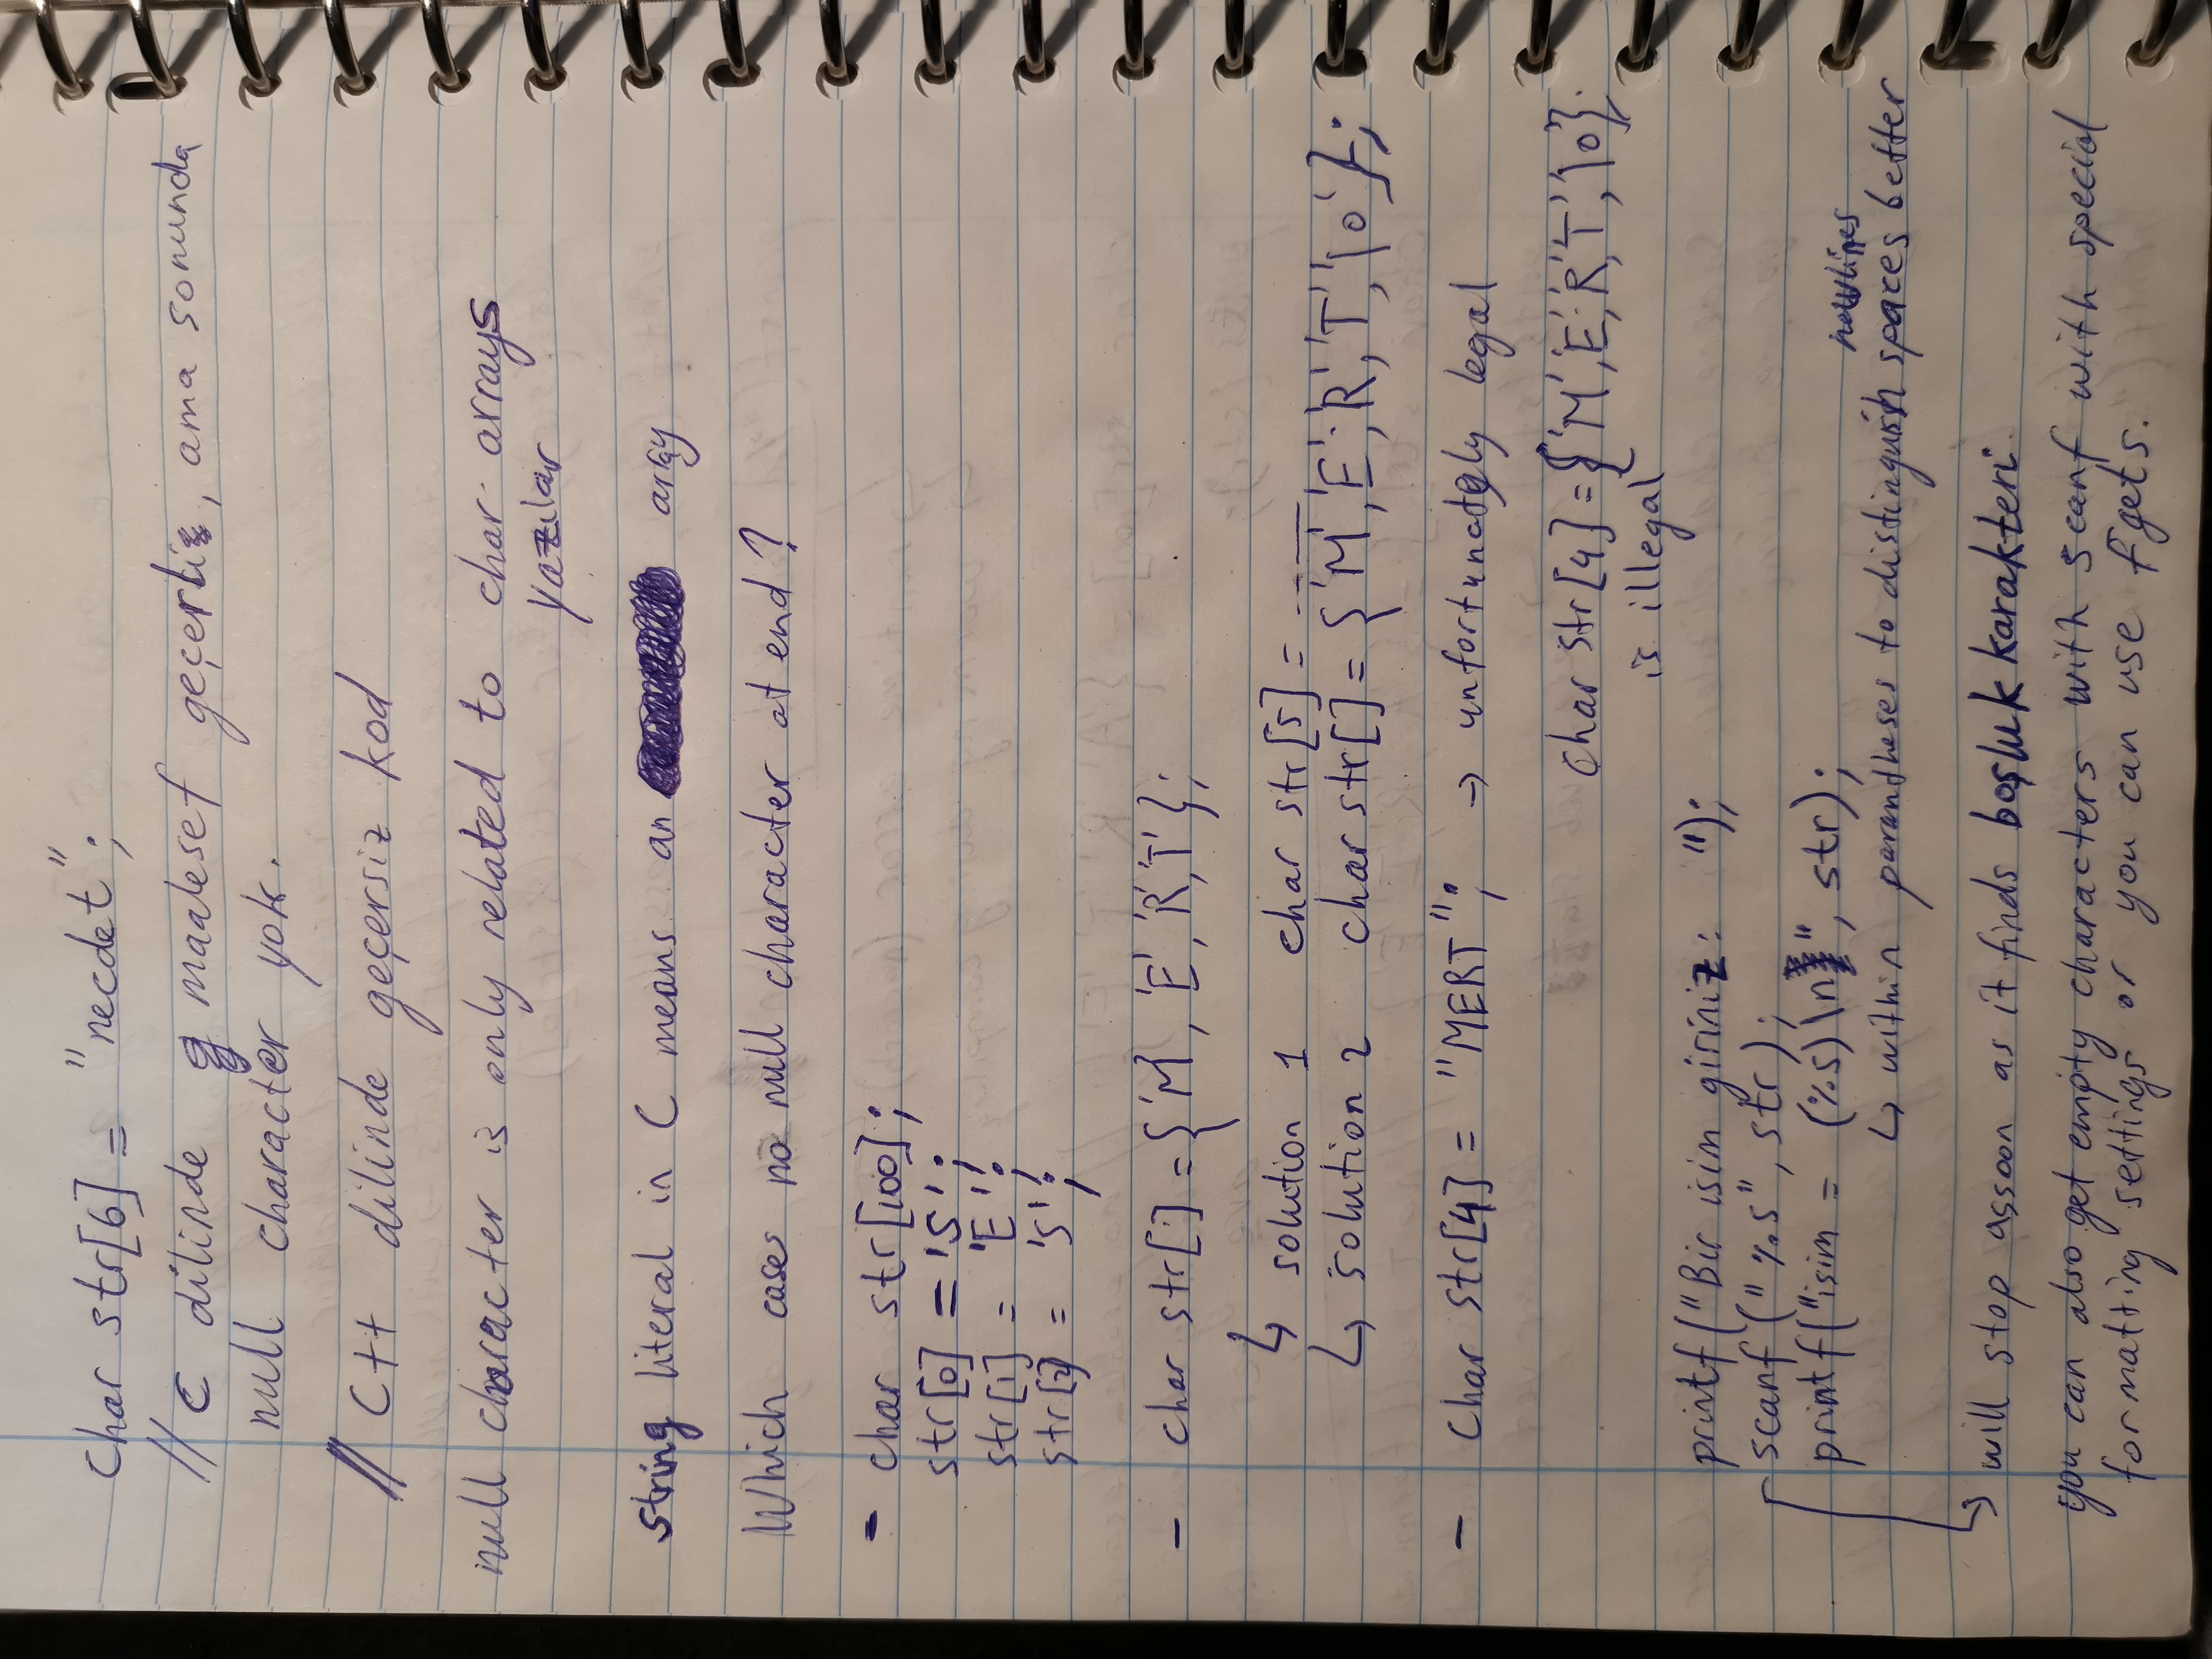 char str[6] = "necdet";
// C dilinde maalesef geçerli, ama sonunda
null character yok.
// C++ dilinde geçersiz kod
null character is only related to char arrays
yazılar
string literal in C means an array
Which cases no null character at end?
- char str[100];
str[0] = 'S';
str[1] = 'E';
str[2] = 'S';
- char str[] = {'M', 'E', 'R', 'T'};
↳ solution 1 char str[5] = -----
↳ solution 2 char str[] = {'M', 'E', 'R', 'T', '\0'};
- char str[4] = "MERT"; → unfortunately legal
char str[4] = {'M', 'E', 'R', 'T', '\0'};
is illegal
printf("Bir isim giriniz: ");
scanf("%s", str);
printf("isim = (%s)\n", str);
newlines
↳ within parantheses to distinguish spaces better
→ will stop assoon as it finds boşluk karakteri.
you can also get empty characters with scanf with special
formatting settings or you can use fgets.